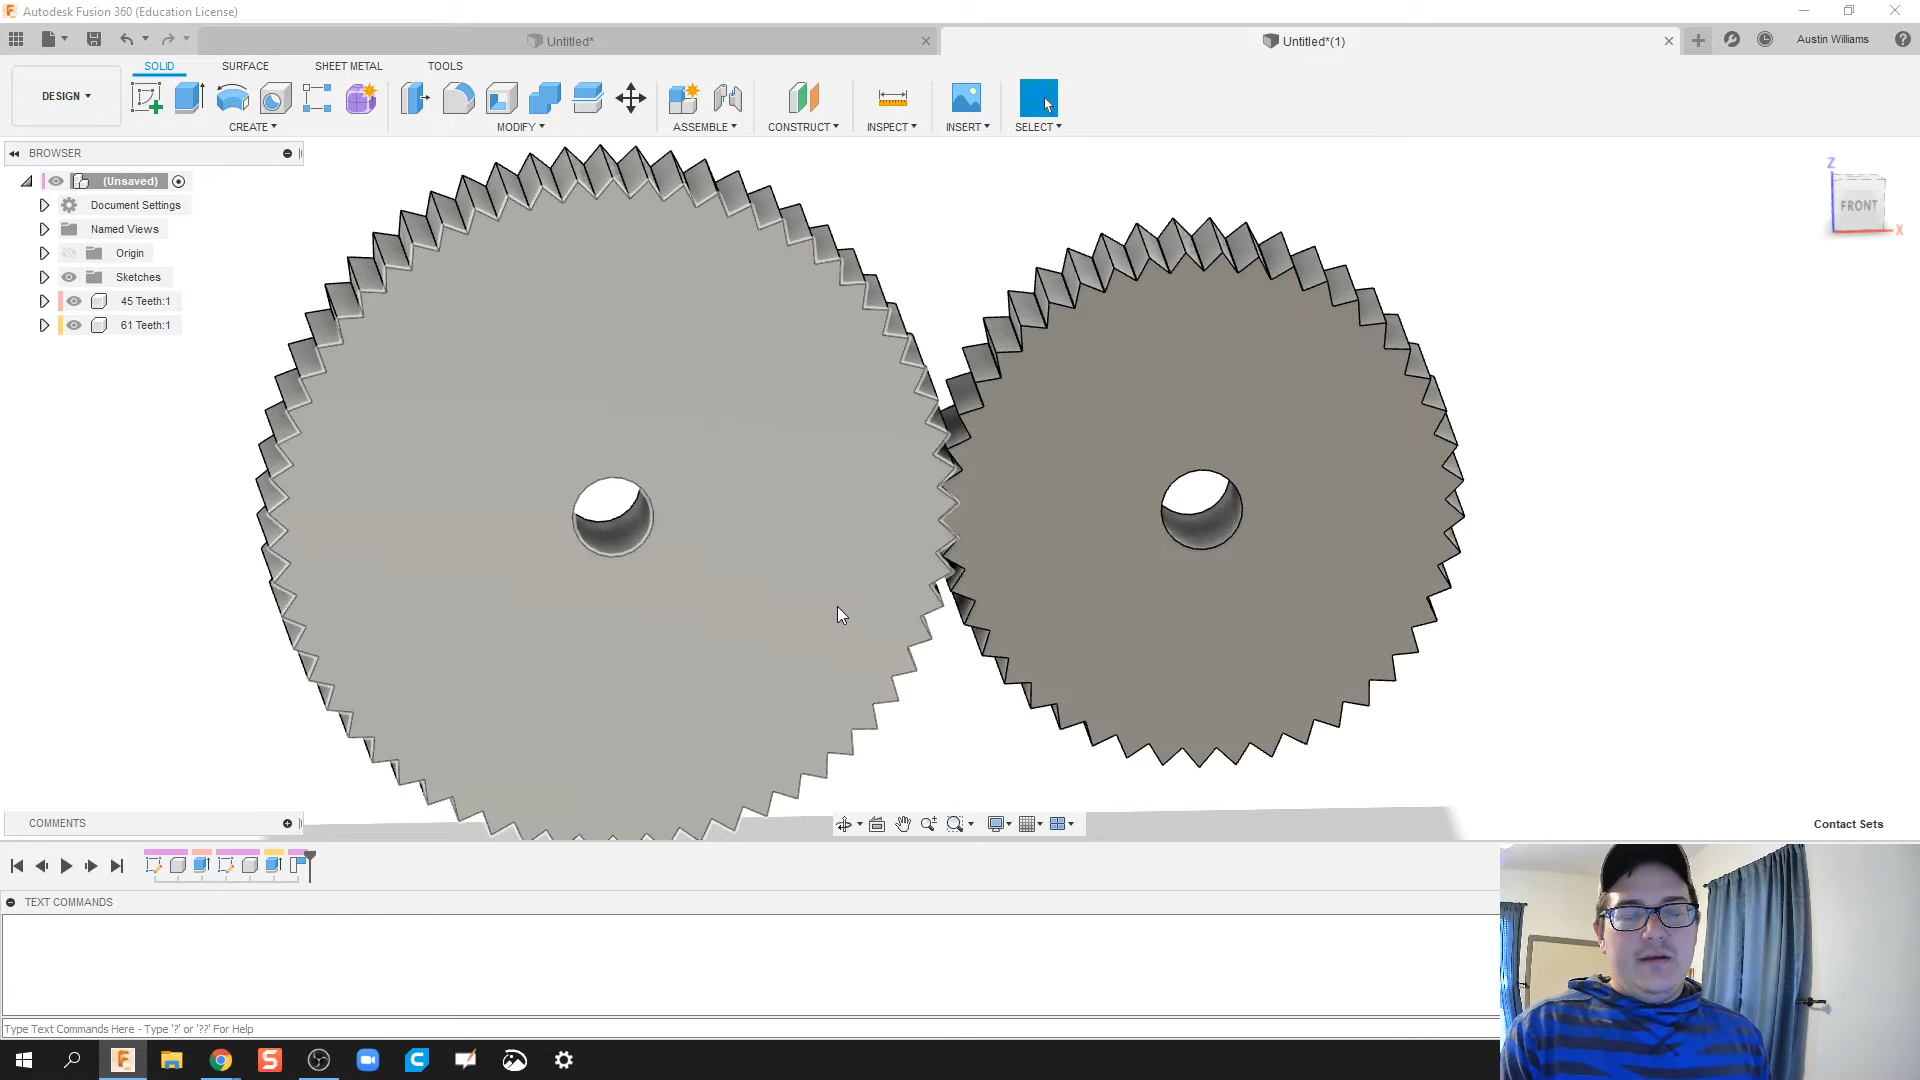 Autodesk Fusion 360 (Education License)
Untitled*
Untitled*(1)
Austin Williams
DESIGN
SOLID
SURFACE
SHEET METAL
TOOLS
CREATE
MODIFY
ASSEMBLE
CONSTRUCT
INSPECT
INSERT
SELECT
BROWSER
(Unsaved)
Document Settings
Named Views
Origin
Sketches
45 Teeth:1
61 Teeth:1
Z
FRONT
X
COMMENTS
Contact Sets
TEXT COMMANDS
Type Text Commands Here - Type '?' or '??' For Help